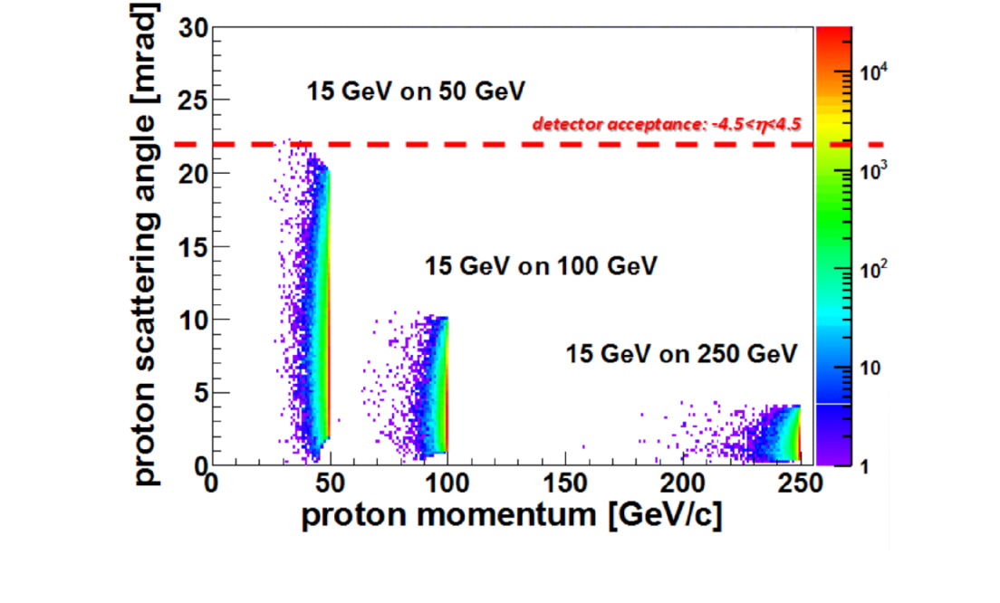 proton scattering angle [mrad]
30
25
20
15
10
5
0
15 GeV on 50 GeV
detector acceptance: -4.5<η<4.5
15 GeV on 100 GeV
15 GeV on 250 GeV
0 50 100 150 200 250
proton momentum [GeV/c]
10⁴
10³
10²
10
1